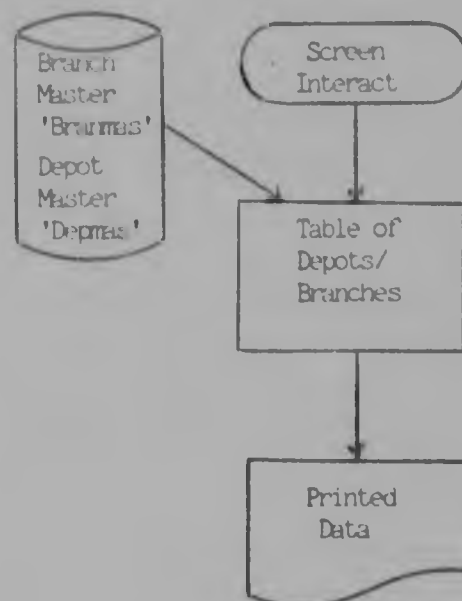 Branch
Master
'Branmas'
Depot
Master
'Depmas'
Screen
Interact
Table of
Depots/
Branches
Printed
Data